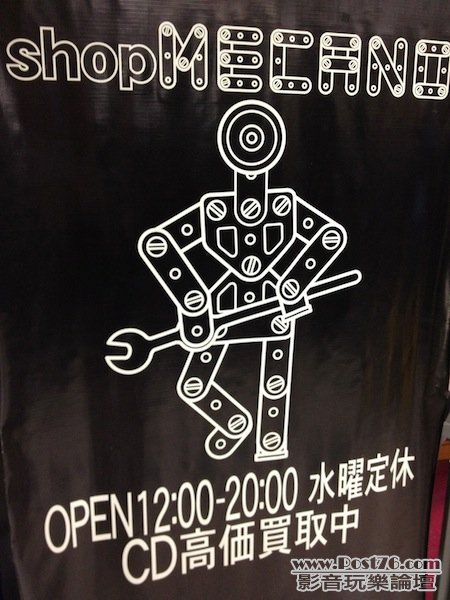 shopMECANO
OPEN12:00-20:00 水曜定休
CD高価買取中
www.Post76.com
影音玩樂論壇